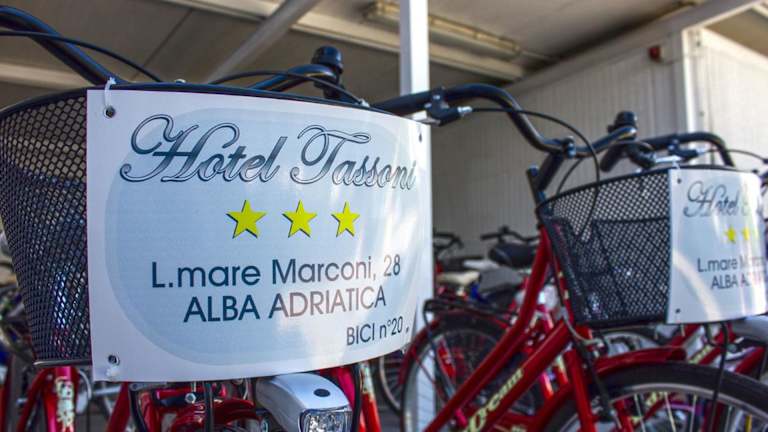 Hotel Tassoni
L.mare Marconi, 28
ALBA ADRIATICA
BICI n°20
Hotel
L.mare
ALBA